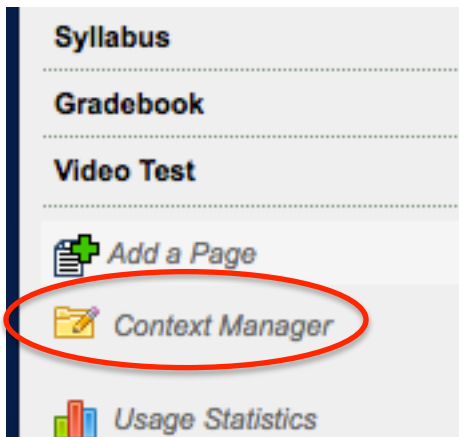 Syllabus
Gradebook
Video Test
Add a Page
Context Manager
Usage Statistics